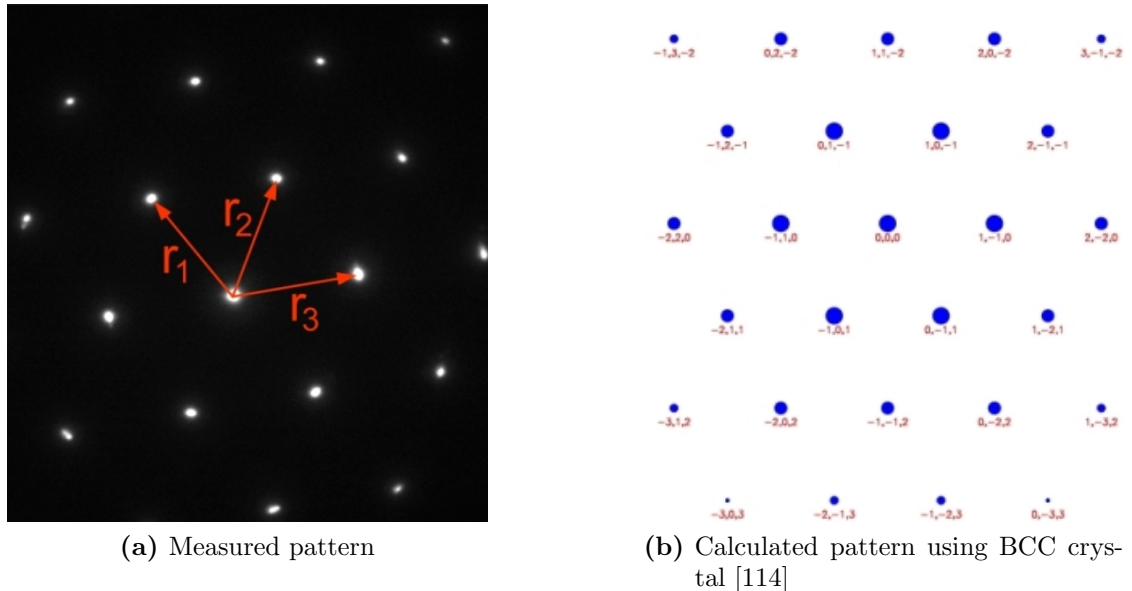 r1
r2
r3
-1,3,-2 0,2,-2 1,1,-2 2,0,-2 3,-1,-2
-1,2,-1 0,1,-1 1,0,-1 2,-1,-1
-2,2,0 -1,1,0 0,0,0 1,-1,0 2,-2,0
-2,1,1 -1,0,1 0,-1,1 1,-2,1
-3,1,2 -2,0,2 -1,-1,2 0,-2,2 1,-3,2
-3,0,3 -2,-1,3 -1,-2,3 0,-3,3
(a) Measured pattern
(b) Calculated pattern using BCC crys-
tal [114]